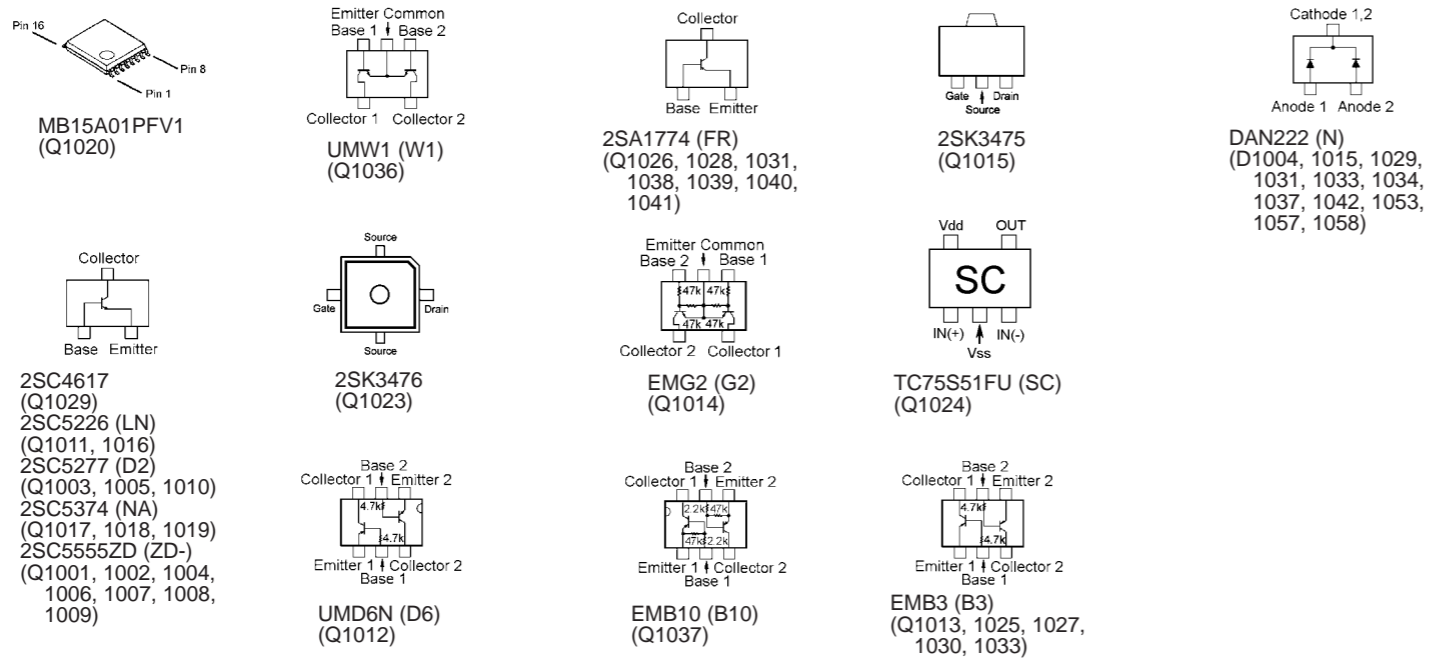 Pin 16
Pin 8
Pin 1
MB15A01PFV1
(Q1020)
Emitter Common
Base 1 Base 2
Collector 1 Collector 2
UMW1 (W1)
(Q1036)
Collector
Base Emitter
2SA1774 (FR)
(Q1026, 1028, 1031,
1038, 1039, 1040,
1041)
Gate Drain
Source
2SK3475
(Q1015)
Cathode 1,2
Anode 1 Anode 2
DAN222 (N)
(D1004, 1015, 1029,
1031, 1033, 1034,
1037, 1042, 1053,
1057, 1058)
Collector
Base Emitter
2SC4617
(Q1029)
2SC5226 (LN)
(Q1011, 1016)
2SC5277 (D2)
(Q1003, 1005, 1010)
2SC5374 (NA)
(Q1017, 1018, 1019)
2SC5555ZD (ZD-)
(Q1001, 1002, 1004,
1006, 1007, 1008,
1009)
Source
Gate Drain
Source
2SK3476
(Q1023)
Emitter Common
Base 2 Base 1
47k 47k
47k 47k
Collector 2 Collector 1
EMG2 (G2)
(Q1014)
Vdd OUT
SC
IN(+) IN(-)
Vss
TC75S51FU (SC)
(Q1024)
Base 2
Collector 1 Emitter 2
4.7k
4.7k
Emitter 1 Collector 2
Base 1
UMD6N (D6)
(Q1012)
Base 2
Collector 1 Emitter 2
2.2k 47k
47k 2.2k
Emitter 1 Collector 2
Base 1
EMB10 (B10)
(Q1037)
Base 2
Collector 1 Emitter 2
4.7k
4.7k
Emitter 1 Collector 2
Base 1
EMB3 (B3)
(Q1013, 1025, 1027,
1030, 1033)